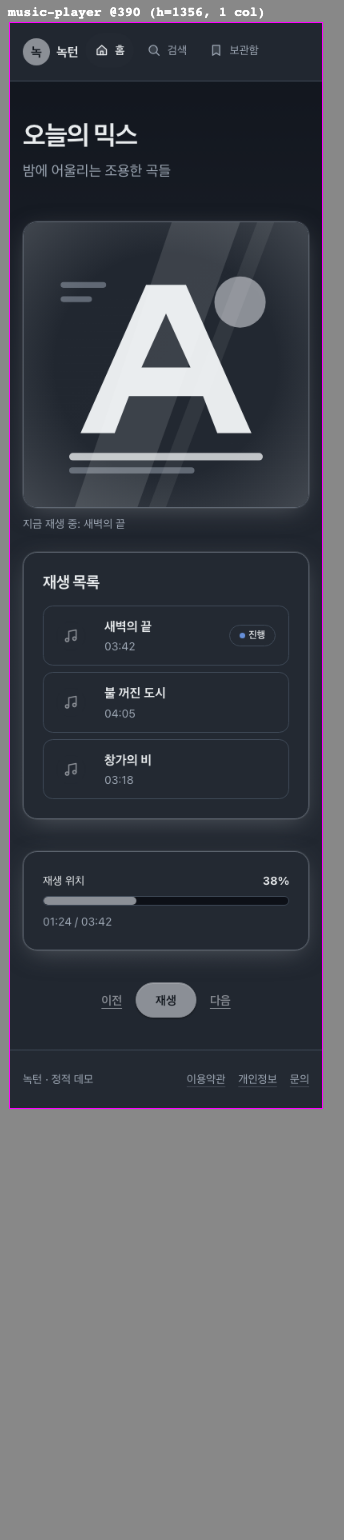 music-player @390 (h=1356, 1 col)
녹 녹턴 홈 검색 보관함
오늘의 믹스
밤에 어울리는 조용한 곡들
A
지금 재생 중: 새벽의 끝
재생 목록
새벽의 끝
03:42
진행
불 꺼진 도시
04:05
창가의 비
03:18
재생 위치 38%
01:24 / 03:42
이전 재생 다음
녹턴 · 정적 데모 이용약관 개인정보 문의